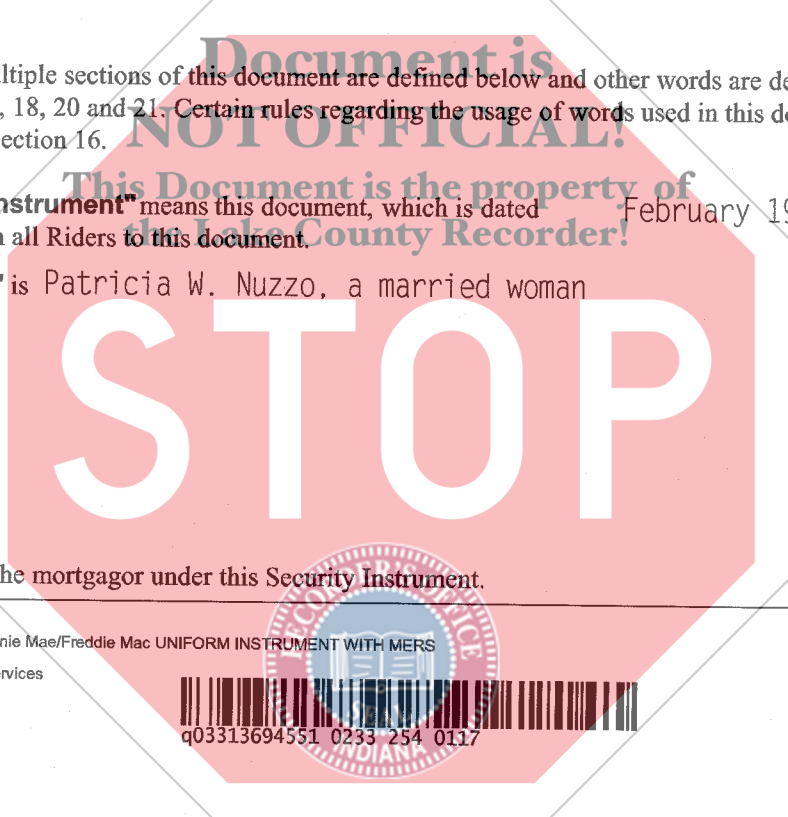 Document is
ltiple sections of this document are defined below and other words are de
, 18, 20 and 21. Certain rules regarding the usage of words used in this do
NOT OFFICIAL!
ection 16.
This Document is the property of
nstrument" means this document, which is dated February 19
the Lake County Recorder!
n all Riders to this document.
" is Patricia W. Nuzzo, a married woman
STOP
he mortgagor under this Security Instrument.
nie Mae/Freddie Mac UNIFORM INSTRUMENT WITH MERS
rvices
RECORDER'S OFFICE
SEAL
INDIANA
q03313694551 0233 254 0117